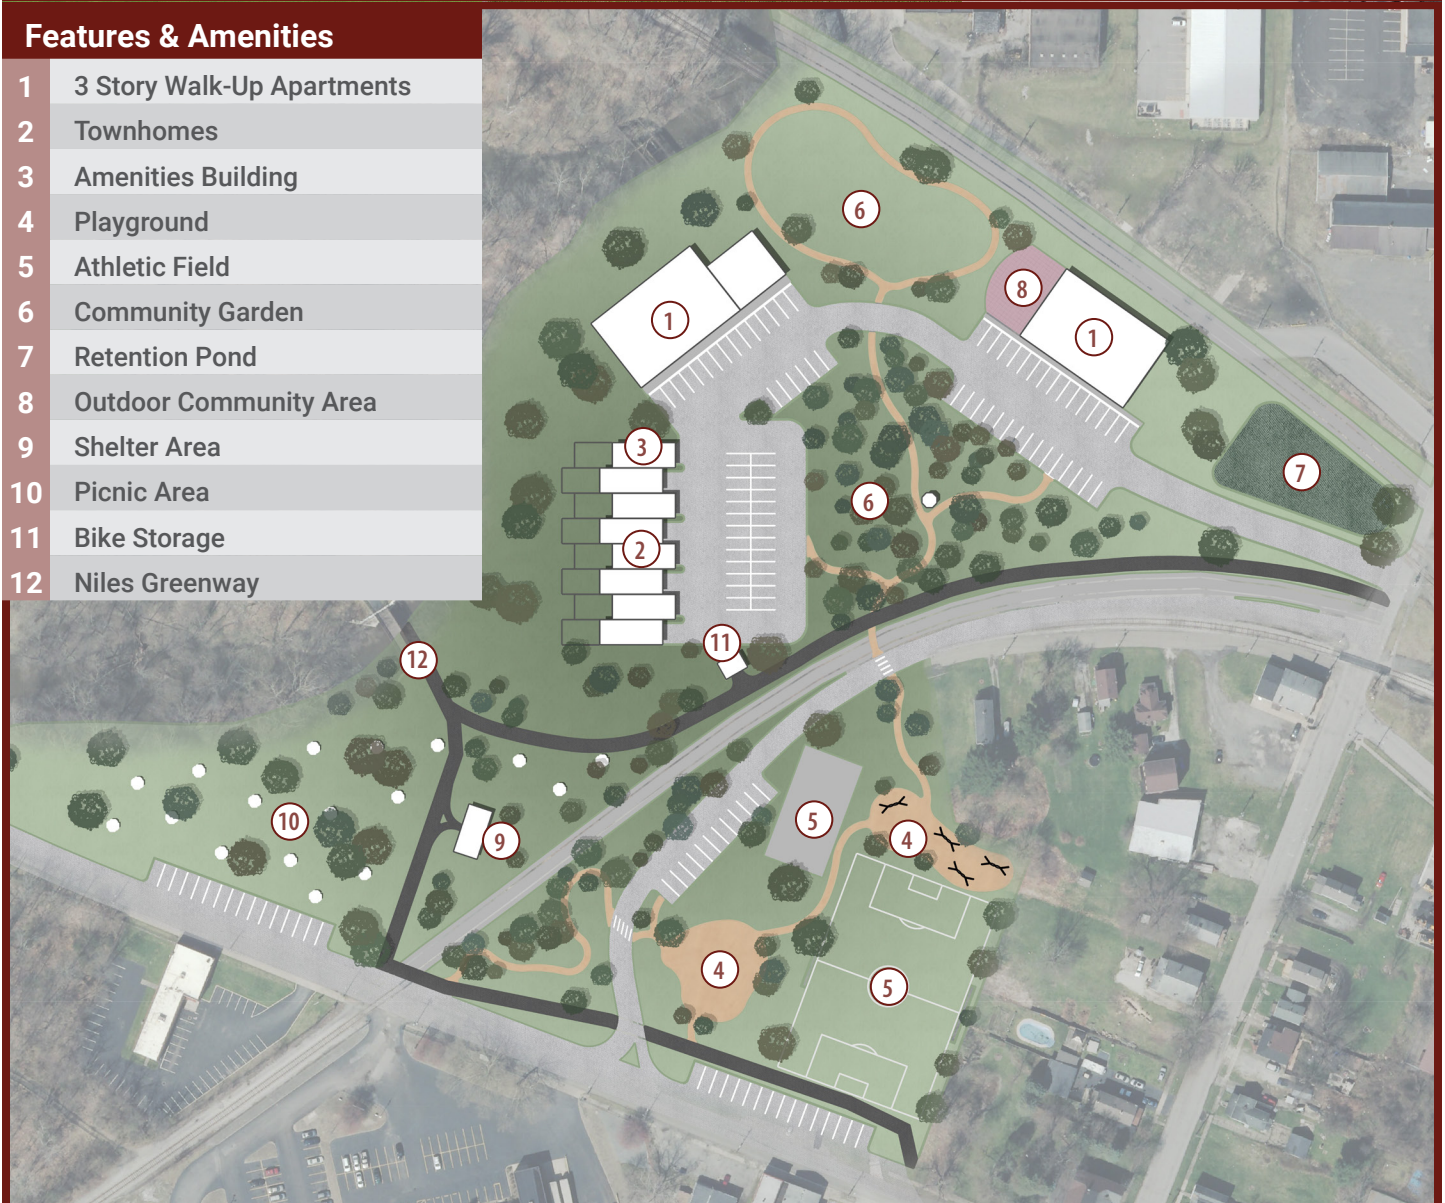 Features & Amenities
1 3 Story Walk-Up Apartments
2 Townhomes
3 Amenities Building
4 Playground
5 Athletic Field
6 Community Garden
7 Retention Pond
8 Outdoor Community Area
9 Shelter Area
10 Picnic Area
11 Bike Storage
12 Niles Greenway
6
8
1
1
3
7
6
2
11
12
5
10
9
4
4
5